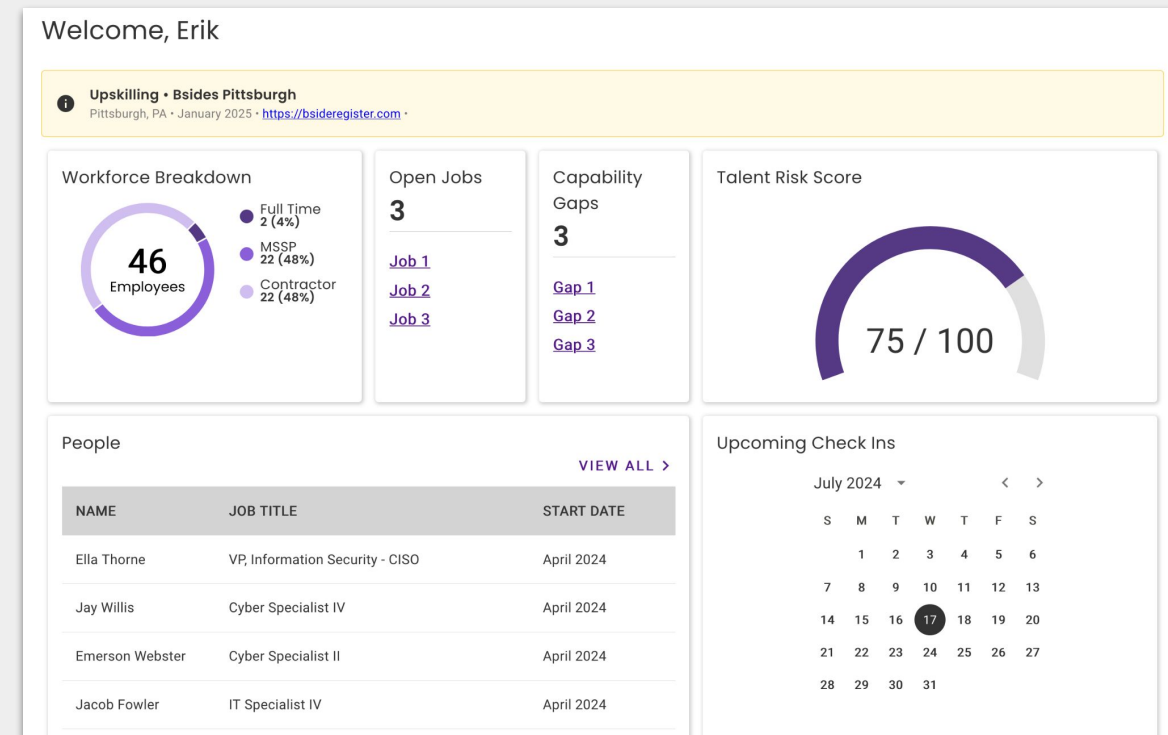 Welcome, Erik
Upskilling • Bsides Pittsburgh
Pittsburgh, PA • January 2025 • https://bsideregister.com •
Workforce Breakdown
46
Employees
Full Time
2 (4%)
MSSP
22 (48%)
Contractor
22 (48%)
Open Jobs
3
Job 1
Job 2
Job 3
Capability
Gaps
3
Gap 1
Gap 2
Gap 3
Talent Risk Score
75 / 100
People
VIEW ALL >
NAME JOB TITLE START DATE
Ella Thorne VP, Information Security - CISO April 2024
Jay Willis Cyber Specialist IV April 2024
Emerson Webster Cyber Specialist II April 2024
Jacob Fowler IT Specialist IV April 2024
Upcoming Check Ins
July 2024
S M T W T F S
1 2 3 4 5 6
7 8 9 10 11 12 13
14 15 16 17 18 19 20
21 22 23 24 25 26 27
28 29 30 31